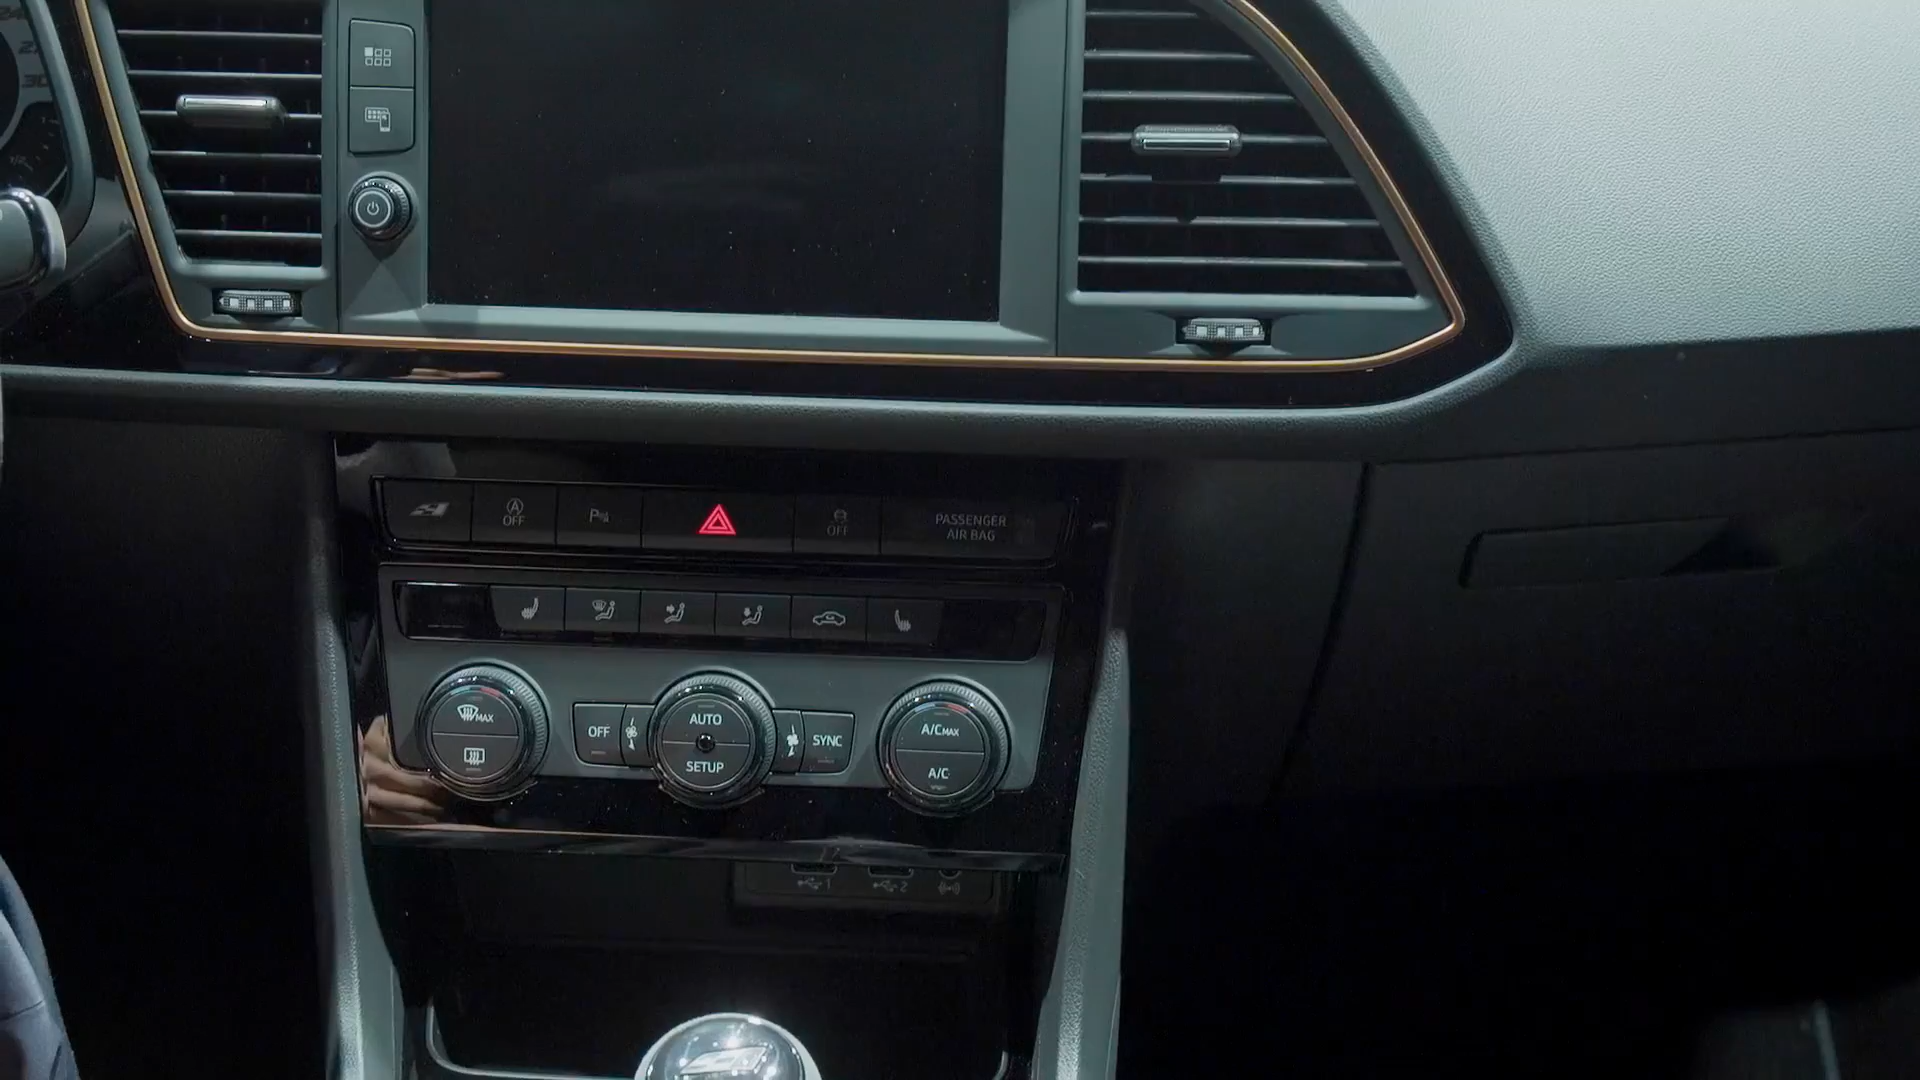 OFF
P
OFF
PASSENGER
AIR BAG
MAX
OFF
AUTO
SETUP
SYNC
A/C MAX
A/C
1
2